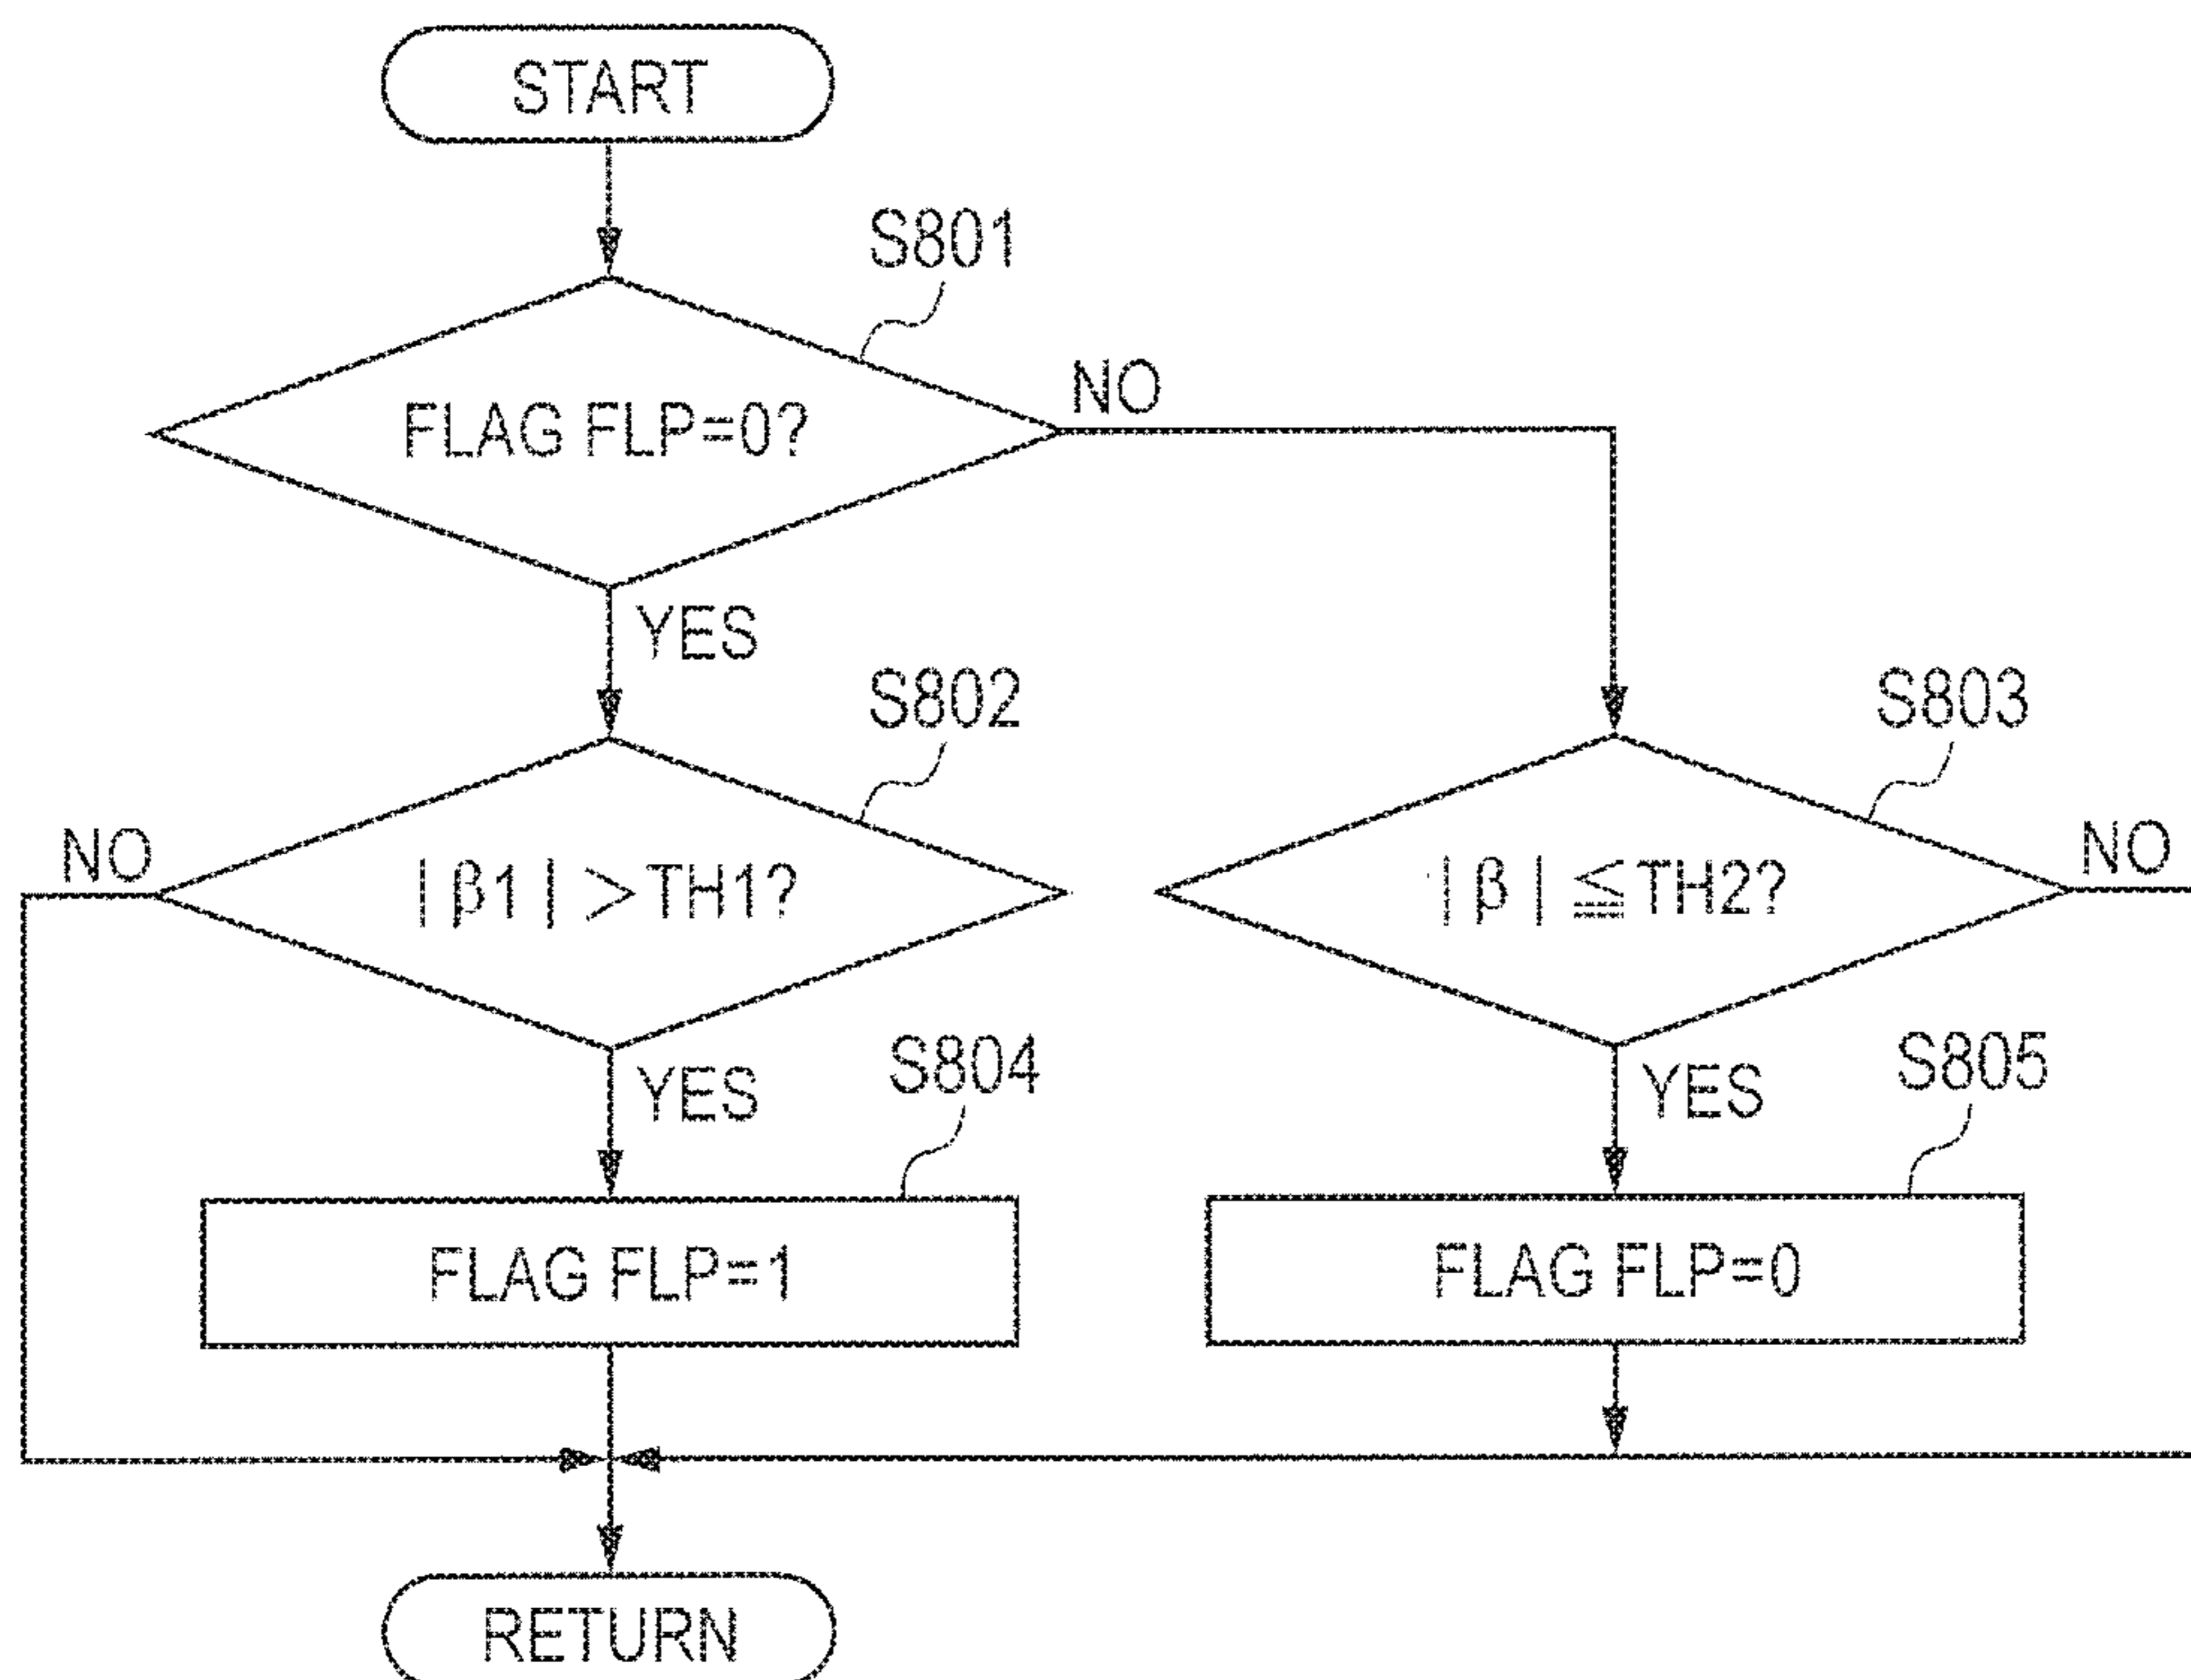 START
S801
FLAG FLP=0?
NO
YES
S802
S803
NO
|β1|>TH1?
|β|≦TH2?
NO
YES
S804
YES
S805
FLAG FLP=1
FLAG FLP=0
RETURN